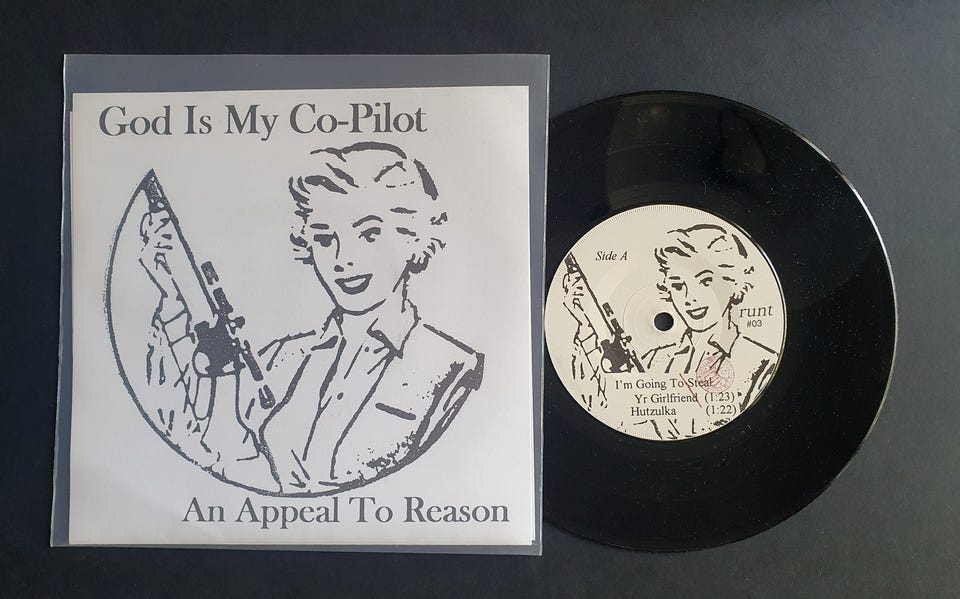 God Is My Co-Pilot
An Appeal To Reason
Side A
runt
#03
I'm Going To Steal
Yr Girlfriend (1:23)
Hutzulka (1:22)